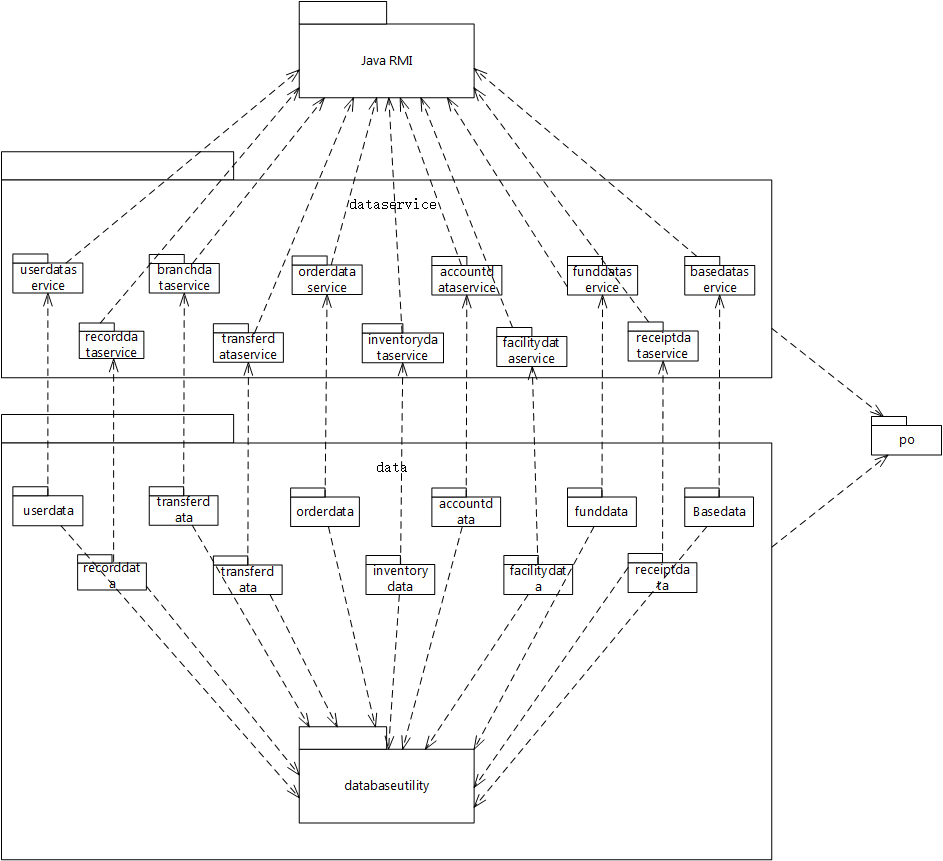 Java RMI
dataservice
userdatas
ervice
branchda
taservice
orderdata
service
accountd
ataservice
funddatas
ervice
basedatas
ervice
recordda
taservice
transferd
ataservice
inventoryda
taservice
facilitydat
aservice
receiptda
taservice
po
data
userdata
transferd
ata
orderdata
accountd
ata
funddata
Basedata
recorddat
a
transferd
ata
inventory
data
facilitydat
a
receiptda
ta
databaseutility